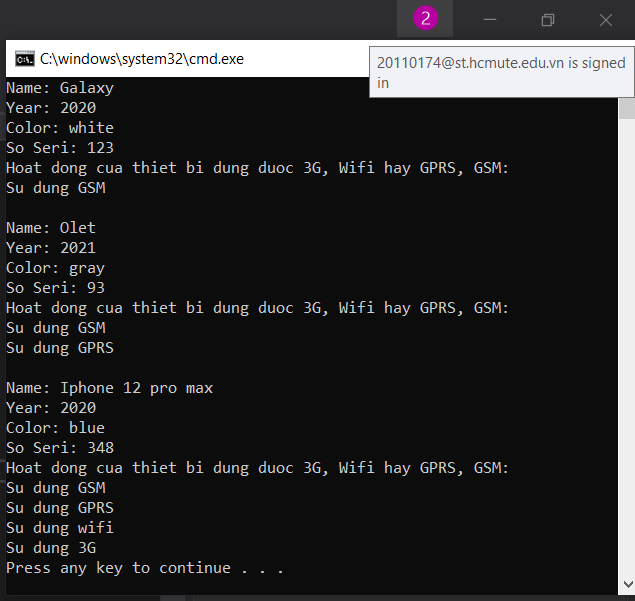 2
C:\windows\system32\cmd.exe
20110174@st.hcmute.edu.vn is signed
in
Name: Galaxy
Year: 2020
Color: white
So Seri: 123
Hoat dong cua thiet bi dung duoc 3G, Wifi hay GPRS, GSM:
Su dung GSM
Name: Olet
Year: 2021
Color: gray
So Seri: 93
Hoat dong cua thiet bi dung duoc 3G, Wifi hay GPRS, GSM:
Su dung GSM
Su dung GPRS
Name: Iphone 12 pro max
Year: 2020
Color: blue
So Seri: 348
Hoat dong cua thiet bi dung duoc 3G, Wifi hay GPRS, GSM:
Su dung GSM
Su dung GPRS
Su dung wifi
Su dung 3G
Press any key to continue . . .